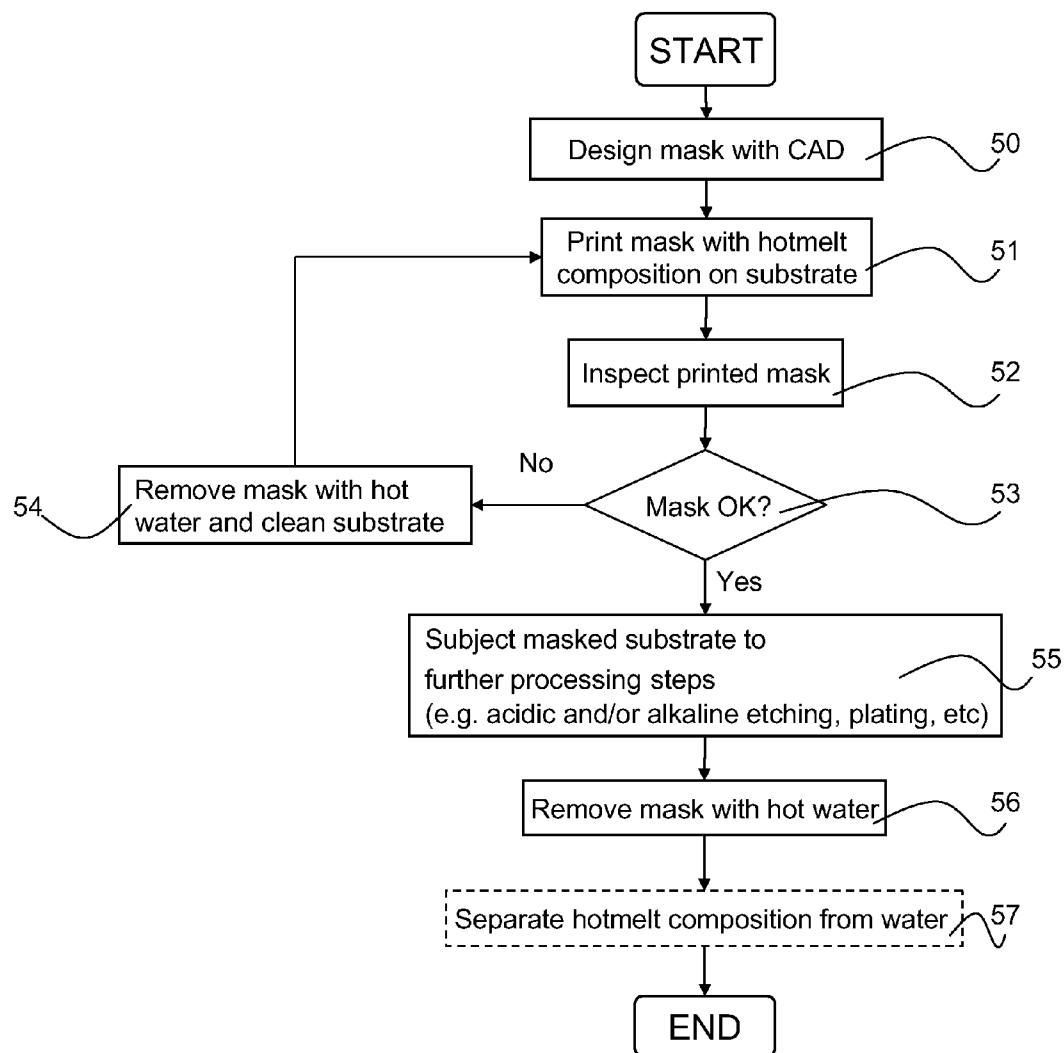 START
Design mask with CAD
50
Print mask with hotmelt
composition on substrate
51
Inspect printed mask
52
No
Mask OK?
53
Remove mask with hot
water and clean substrate
54
Yes
Subject masked substrate to
further processing steps
(e.g. acidic and/or alkaline etching, plating, etc)
55
Remove mask with hot water
56
Separate hotmelt composition from water
57
END